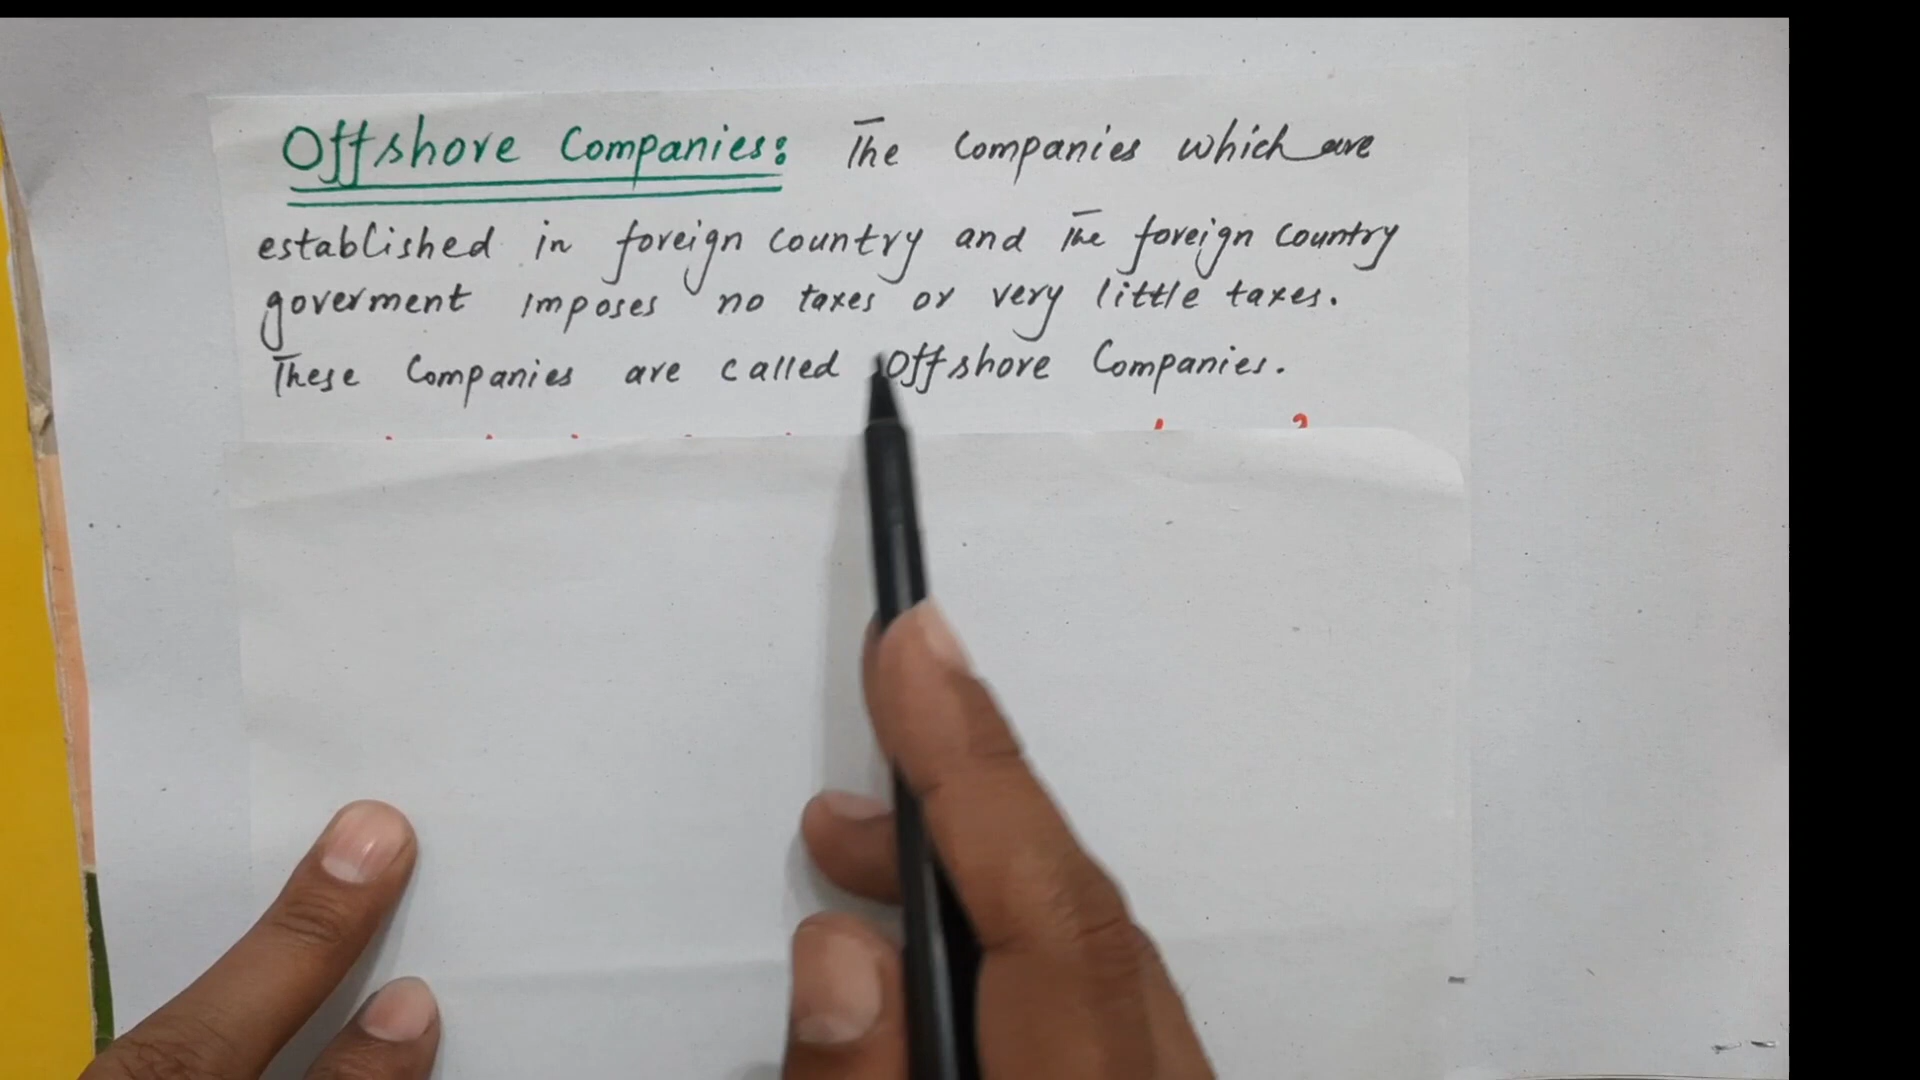 Offshore Companies: The Companies which are
established in foreign country and the foreign country
goverment imposes no taxes or very little taxes.
These Companies are called Offshore Companies.